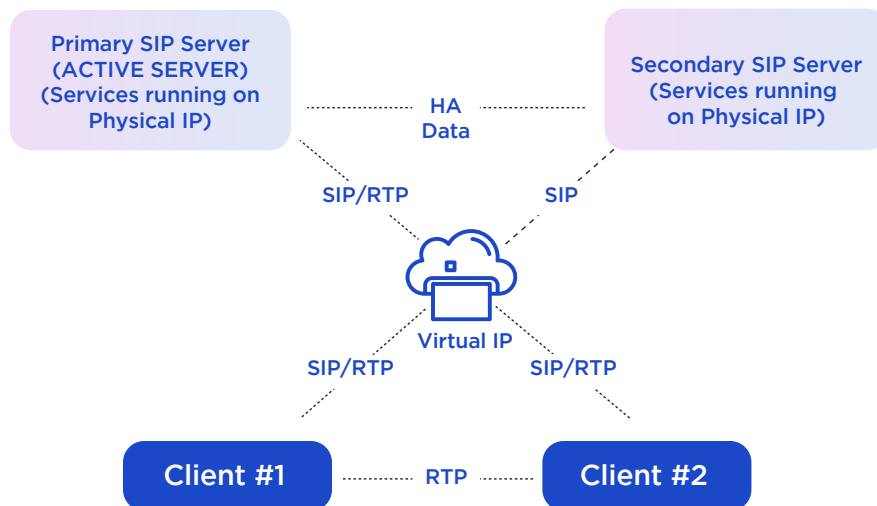 Primary SIP Server
(ACTIVE SERVER)
(Services running on
Physical IP)
Secondary SIP Server
(Services running
on Physical IP)
HA
Data
SIP/RTP
SIP
Virtual IP
SIP/RTP
SIP/RTP
Client #1
RTP
Client #2